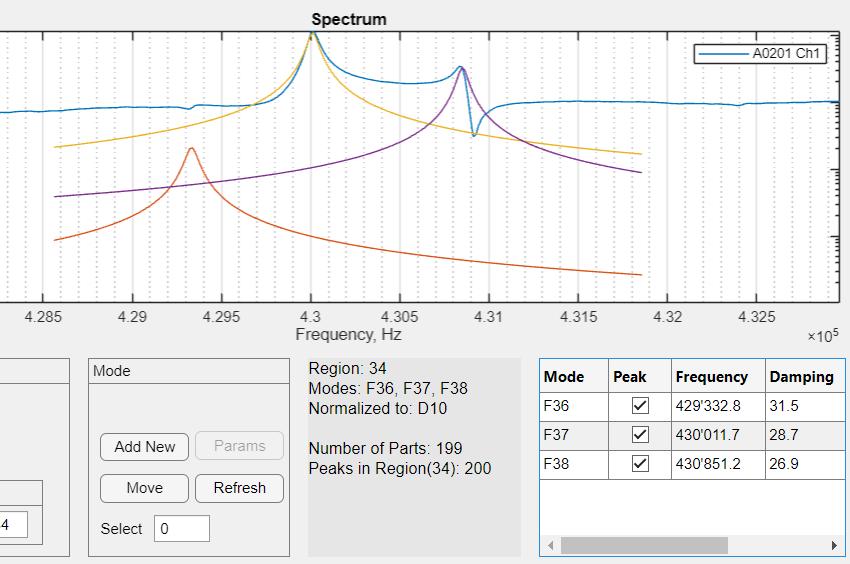 Spectrum
A0201 Ch1
4.285 4.29 4.295 4.3 4.305 4.31 4.315 4.32 4.325
Frequency, Hz
×10⁵
Mode
Add New Params
Move Refresh
Select 0
4
Region: 34
Modes: F36, F37, F38
Normalized to: D10
Number of Parts: 199
Peaks in Region(34): 200
Mode Peak Frequency Damping
F36 429'332.8 31.5
F37 430'011.7 28.7
F38 430'851.2 26.9